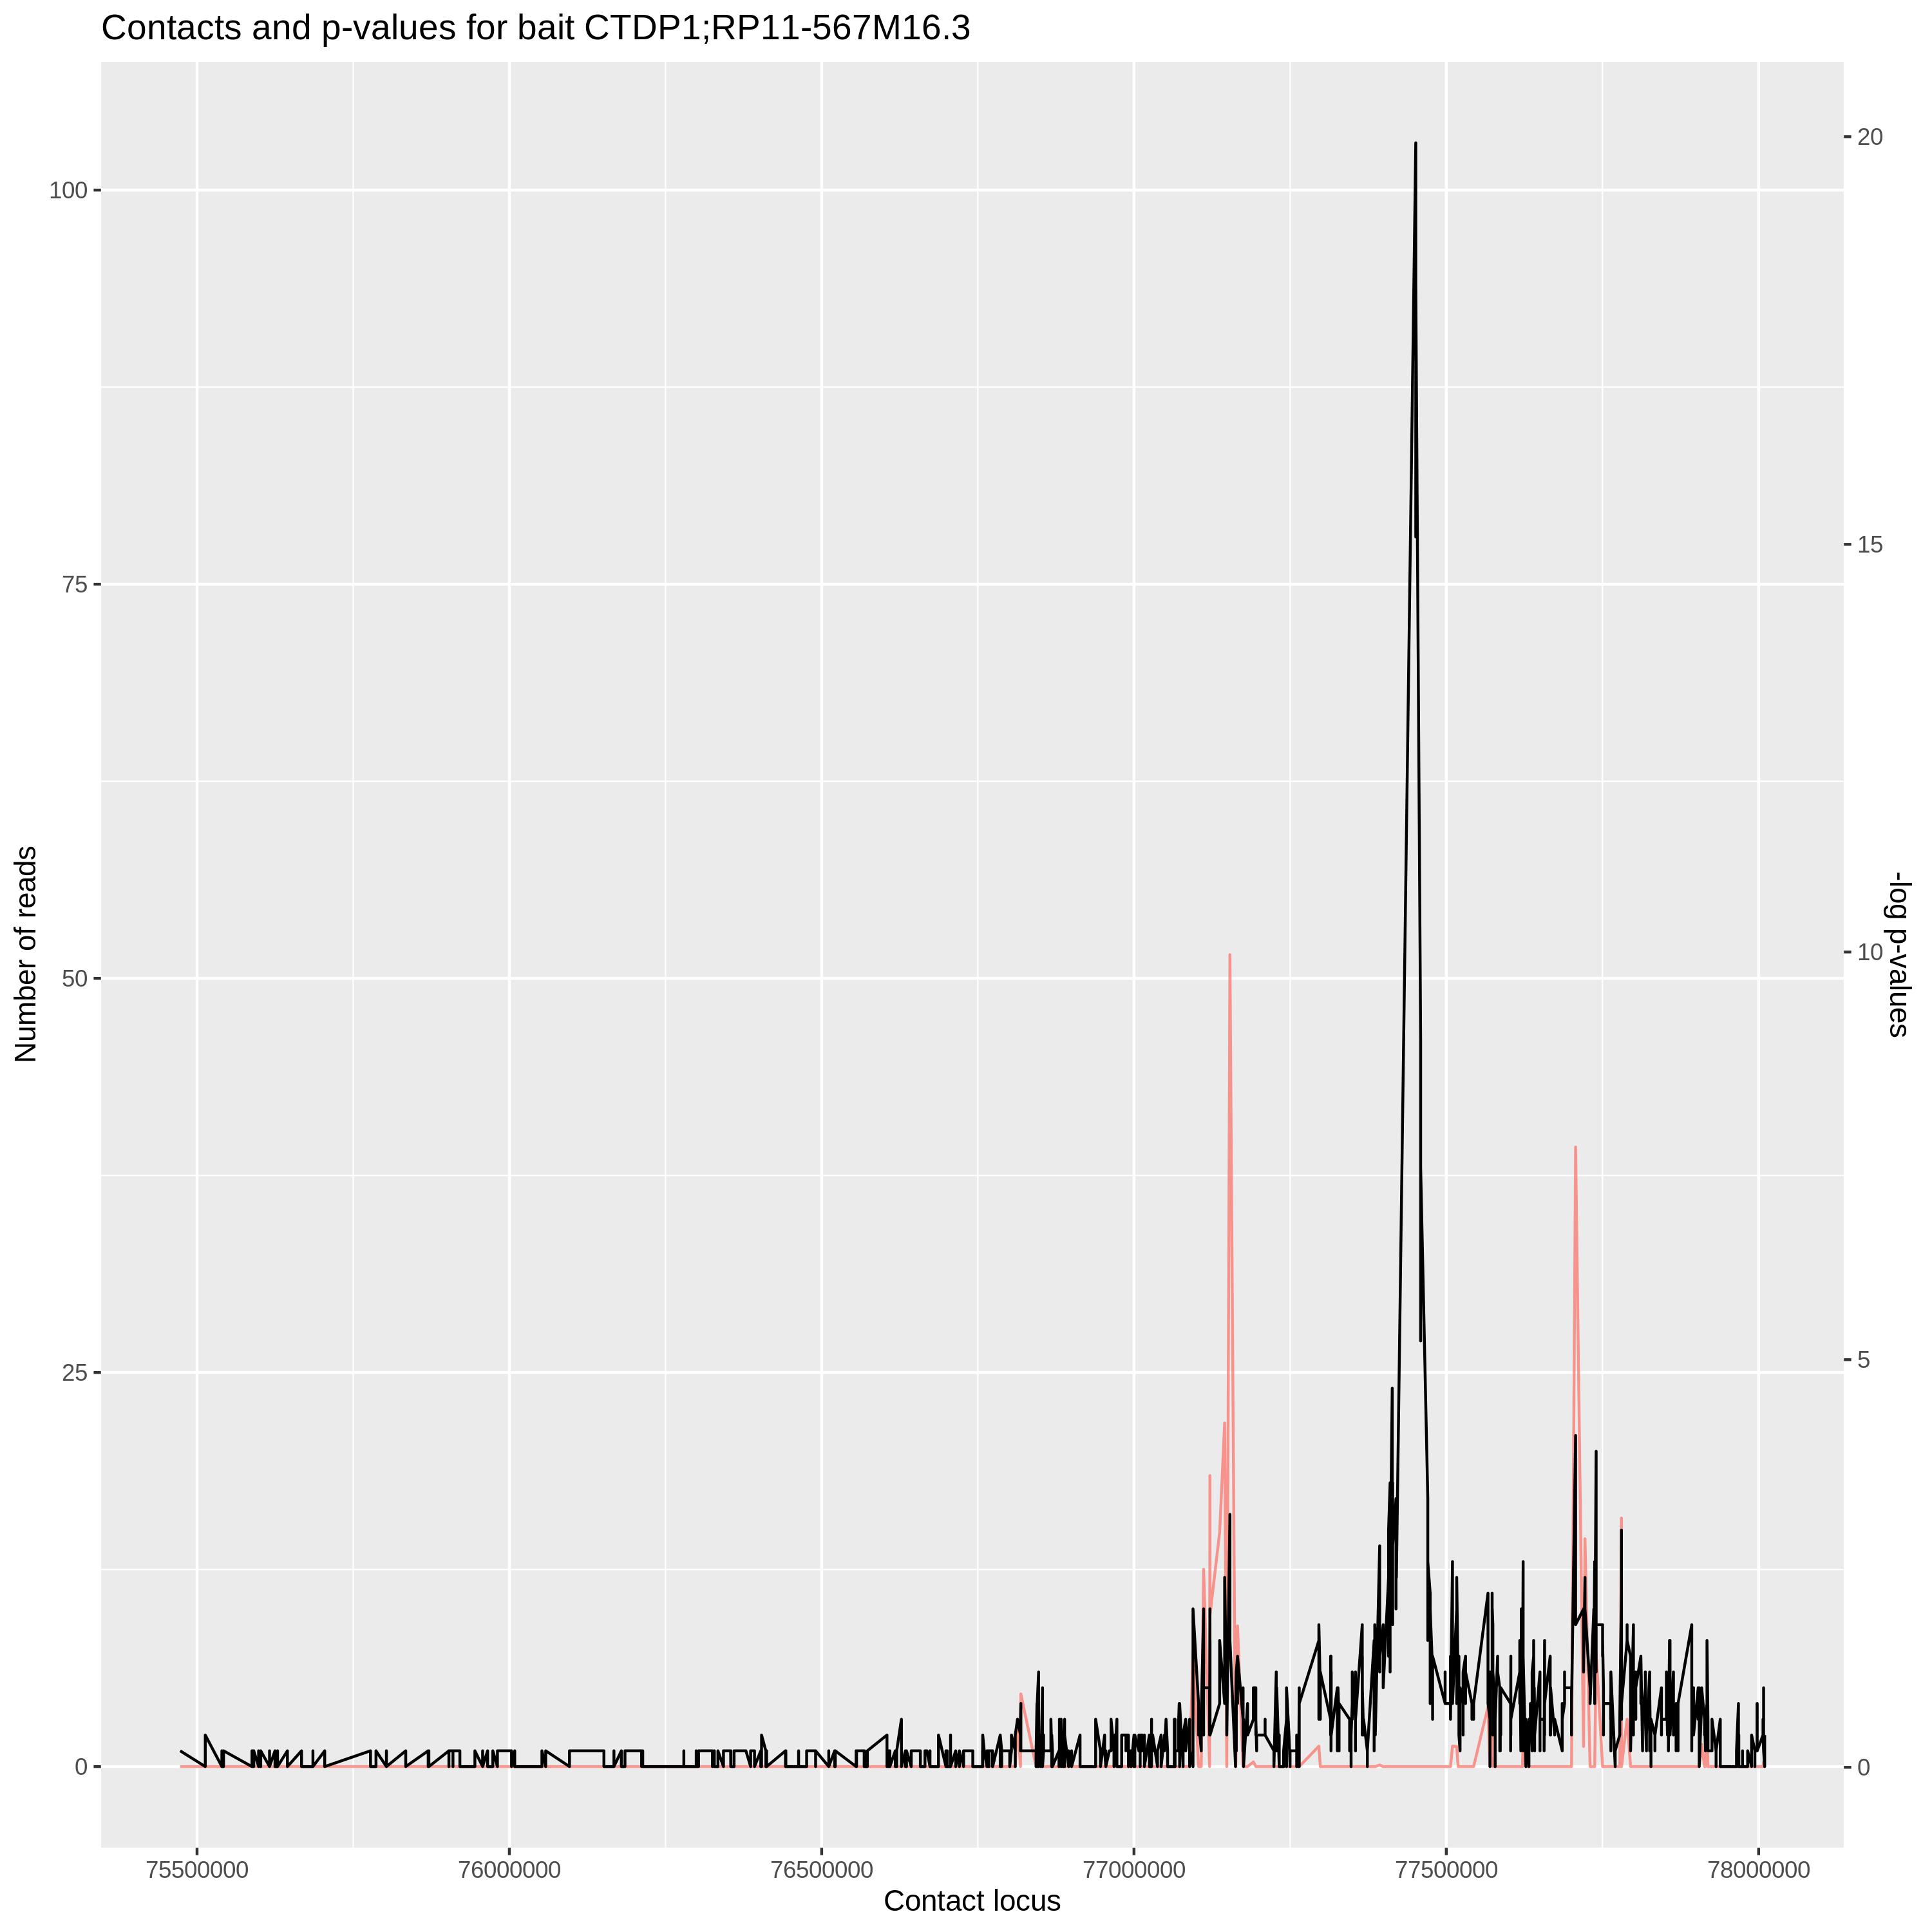 Contacts and p-values for bait CTDP1;RP11-567M16.3
Number of reads
100
75
50
25
0
20
15
10
5
0
-log p-values
75500000 76000000 76500000 77000000 77500000 78000000
Contact locus